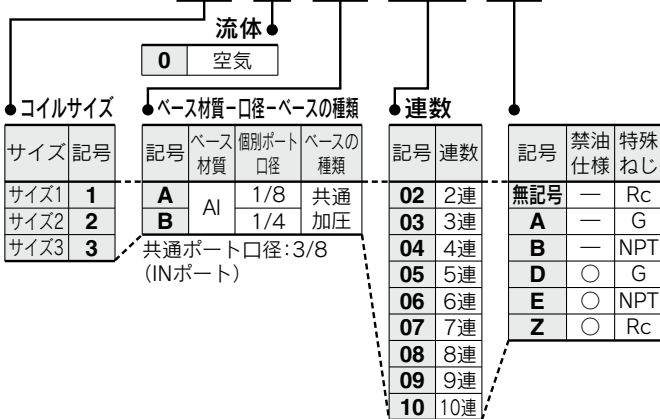 流体
0 空気
コイルサイズ
サイズ 記号
サイズ1 1
サイズ2 2
サイズ3 3
ベース材質−口径−ベースの種類
記号 ベース材質 個別ポート口径 ベースの種類
A Al 1/8 共通加圧
B 1/4
共通ポート口径:3/8
(INポート)
連数
記号 連数
02 2連
03 3連
04 4連
05 5連
06 6連
07 7連
08 8連
09 9連
10 10連
記号 禁油仕様 特殊ねじ
無記号 — Rc
A — G
B — NPT
D ○ G
E ○ NPT
Z ○ Rc